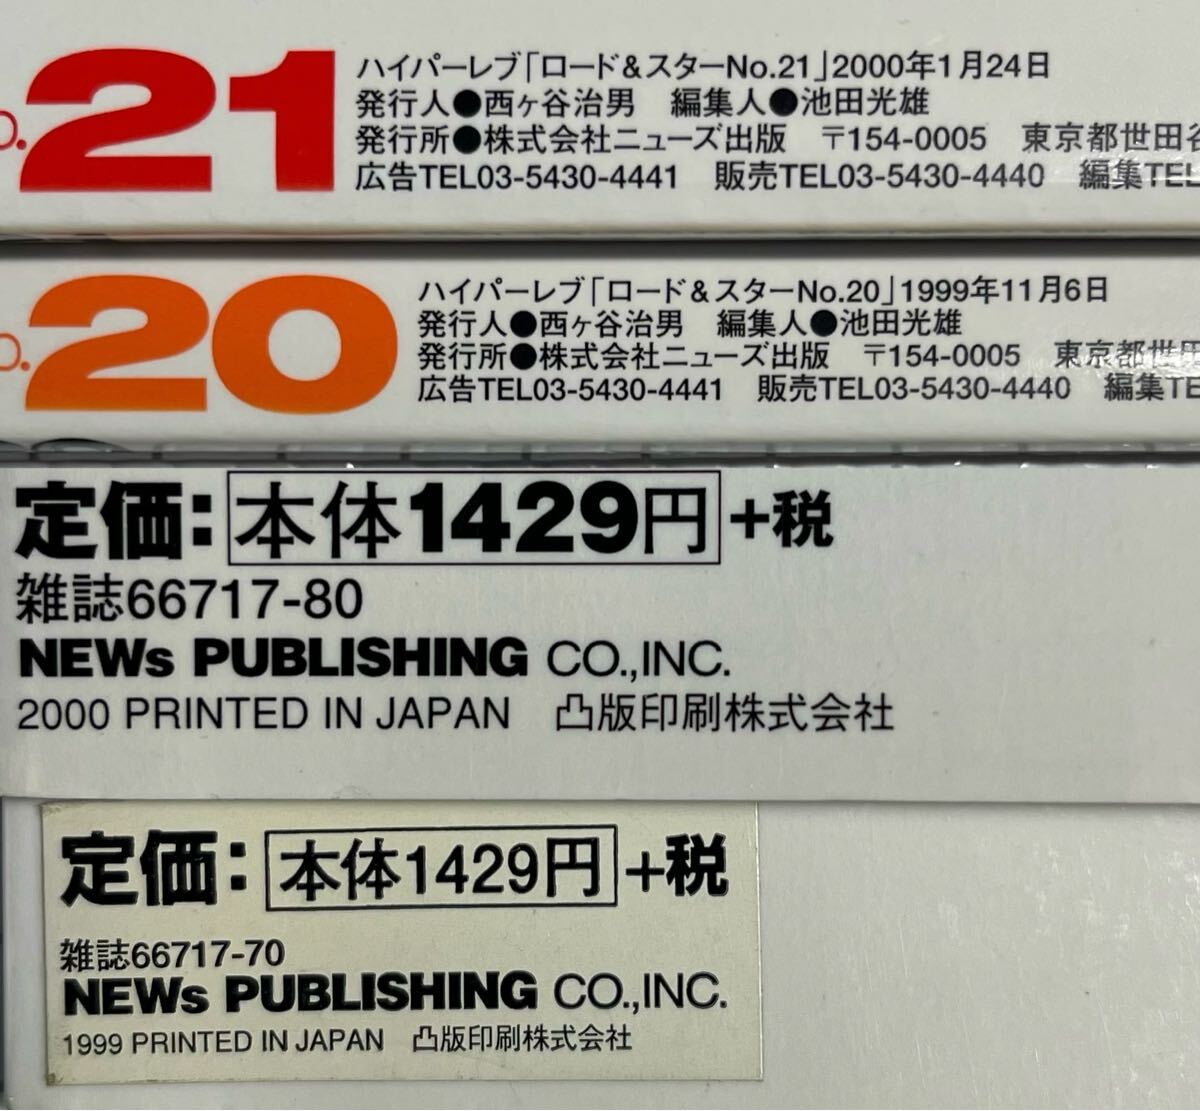 o.21
ハイパーレブ「ロード&スターNo.21」2000年1月24日
発行人●西ヶ谷治男 編集人●池田光雄
発行所●株式会社ニューズ出版 〒154-0005 東京都世田谷
広告TEL03-5430-4441 販売TEL03-5430-4440 編集TEL
o.20
ハイパーレブ「ロード&スターNo.20」1999年11月6日
発行人●西ヶ谷治男 編集人●池田光雄
発行所●株式会社ニューズ出版 〒154-0005 東京都世田
広告TEL03-5430-4441 販売TEL03-5430-4440 編集TE
定価:本体1429円+税
雑誌66717-80
NEWs PUBLISHING CO.,INC.
2000 PRINTED IN JAPAN 凸版印刷株式会社
定価:本体1429円+税
雑誌66717-70
NEWs PUBLISHING CO.,INC.
1999 PRINTED IN JAPAN 凸版印刷株式会社